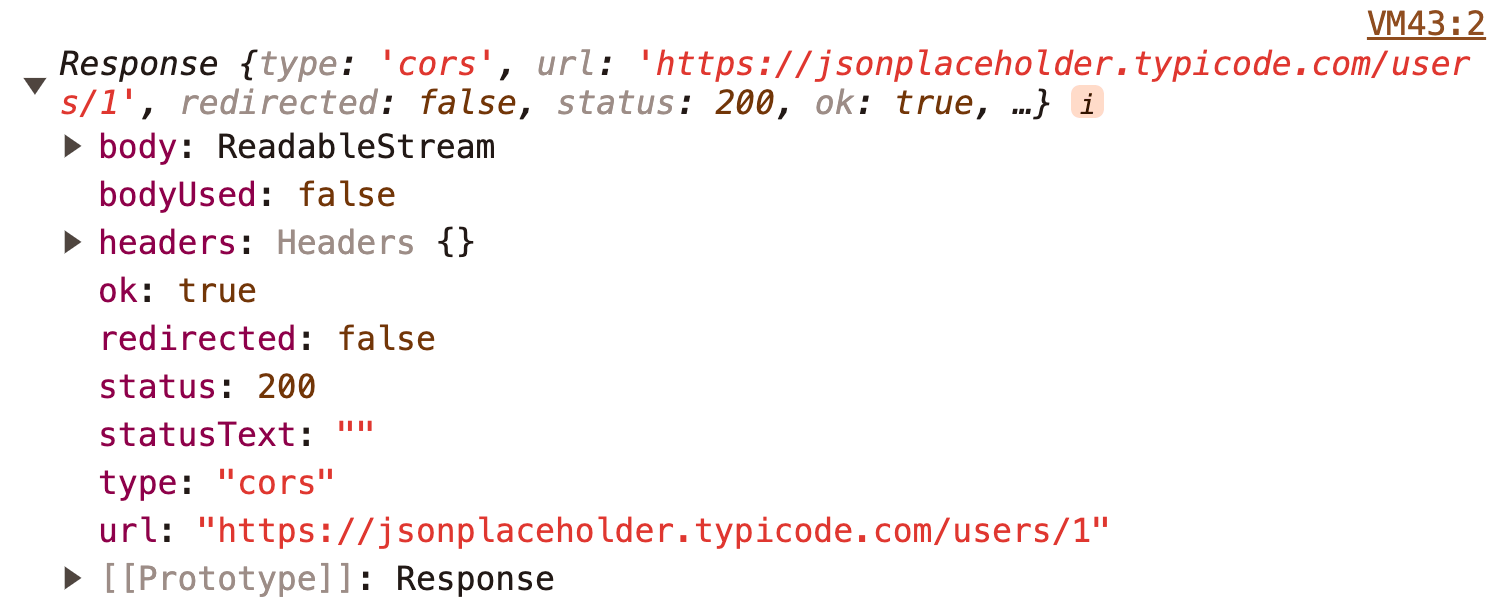 VM43:2
Response {type: 'cors', url: 'https://jsonplaceholder.typicode.com/user
s/1', redirected: false, status: 200, ok: true, …} i
body: ReadableStream
bodyUsed: false
headers: Headers {}
ok: true
redirected: false
status: 200
statusText: ""
type: "cors"
url: "https://jsonplaceholder.typicode.com/users/1"
[[Prototype]]: Response